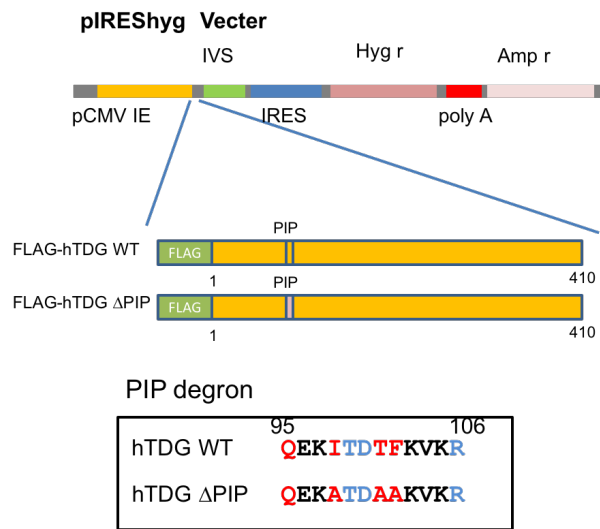 pIREShyg Vecter
IVS Hyg r Amp r
pCMV IE IRES poly A
PIP
FLAG-hTDG WT FLAG
1 410
PIP
FLAG-hTDG ΔPIP FLAG
1 410
PIP degron
95 106
hTDG WT QEKITDTFKVKR
hTDG ΔPIP QEKATDAAKVKR